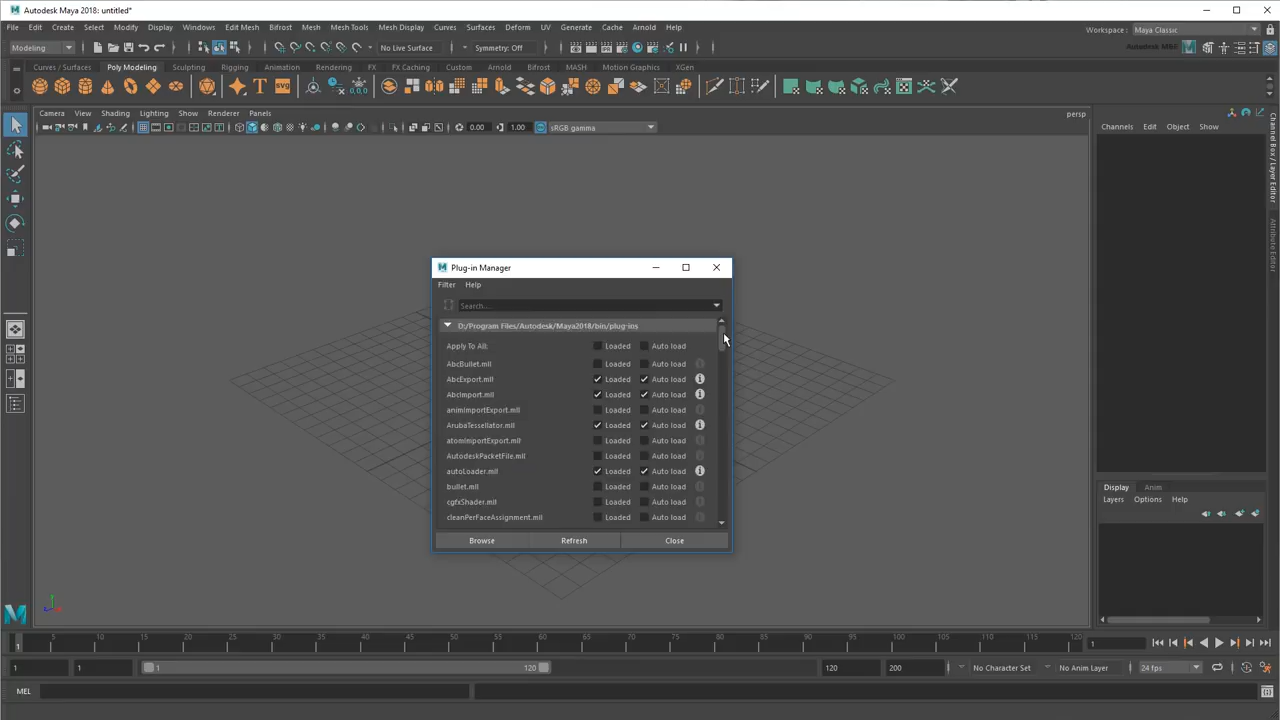 Autodesk Maya 2018: untitled*
File Edit Create Select Modify Display Windows Edit Mesh Bifrost Mesh Mesh Tools Mesh Display Curves Surfaces Deform UV Generate Cache Arnold Help
Workspace: Maya Classic
Modeling
No Live Surface
Symmetry: Off
Curves / Surfaces Poly Modeling Sculpting Rigging Animation Rendering FX FX Caching Custom Arnold Bifrost MASH Motion Graphics XGen
T SVG
0,0,0
View Shading Lighting Show Renderer Panels
Camera
persp
Channels Edit Object Show
0.00 1.00 sRGB gamma
Channel Box / Layer Editor
Attribute Editor
Plug-in Manager
Filter Help
Search...
D:/Program Files/Autodesk/Maya2018/bin/plug-ins
Apply To All: Loaded Auto load
AbcBullet.mll Loaded Auto load
AbcExport.mll Loaded Auto load
AbcImport.mll Loaded Auto load
animImportExport.mll Loaded Auto load
ArubaTessellator.mll Loaded Auto load
atomImportExport.mll Loaded Auto load
AutodeskPacketFile.mll Loaded Auto load
autoLoader.mll Loaded Auto load
bullet.mll Loaded Auto load
cgfxShader.mll Loaded Auto load
cleanPerFaceAssignment.mll Loaded Auto load
Browse Refresh Close
Display Anim
Layers Options Help
5 10 15 20 25 30 35 40 45 50 55 60 65 70 75 80 85 90 95 100 105 110 115 120
1 1
1 1 1 120 120 200 No Character Set No Anim Layer 24 fps
MEL